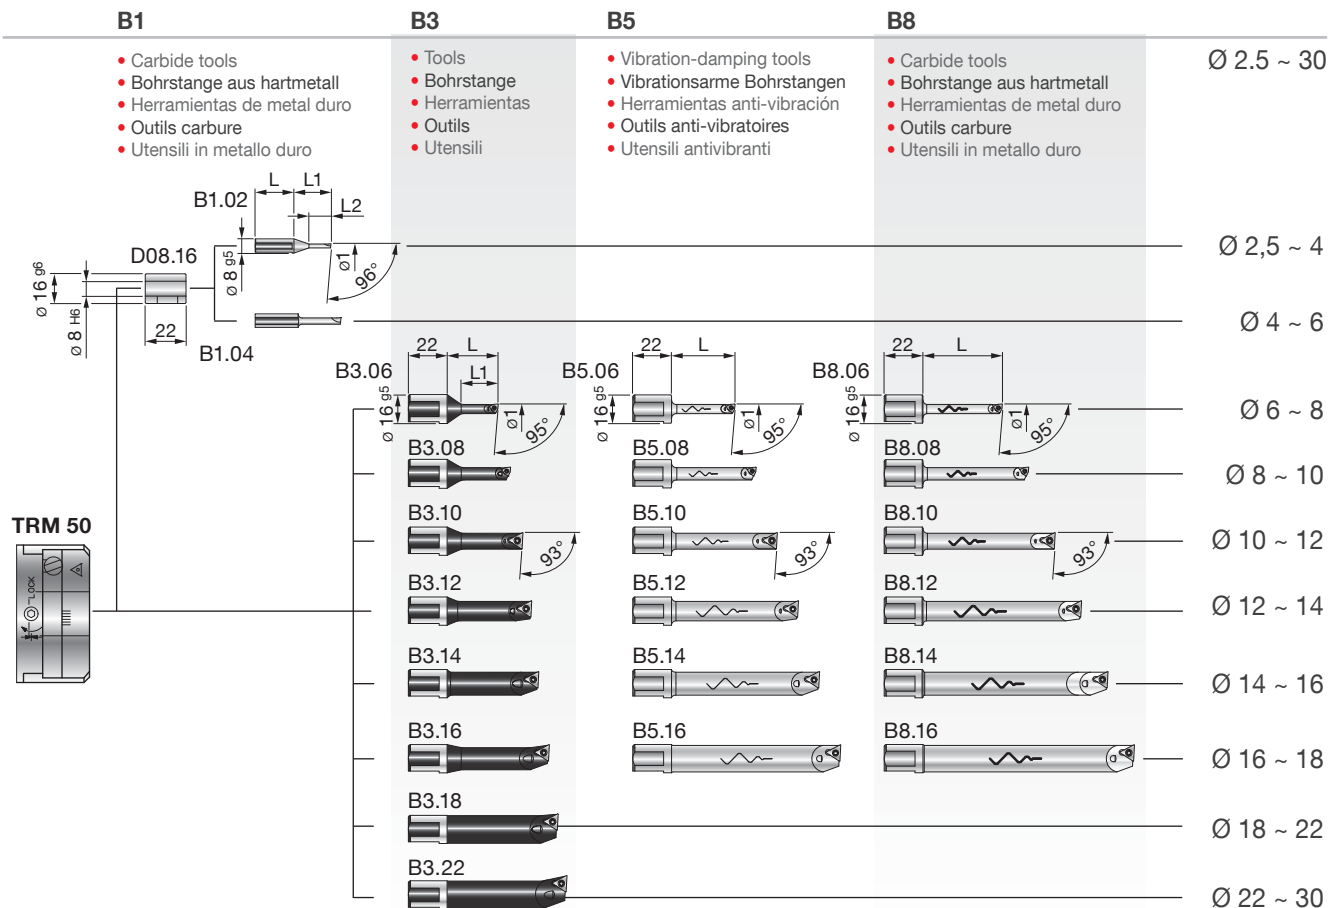 B1
B3
B5
B8
• Carbide tools
• Bohrstange aus hartmetall
• Herramientas de metal duro
• Outils carbure
• Utensili in metallo duro
• Tools
• Bohrstange
• Herramientas
• Outils
• Utensili
• Vibration-damping tools
• Vibrationsarme Bohrstangen
• Herramientas anti-vibración
• Outils anti-vibratoires
• Utensili antivibranti
• Carbide tools
• Bohrstange aus hartmetall
• Herramientas de metal duro
• Outils carbure
• Utensili in metallo duro
Ø 2.5 ~ 30
B1.02
L
L1
L2
Ø 8 g5
Ø1
96°
Ø 2,5 ~ 4
D08.16
Ø 16 g6
Ø 8 H6
22
B1.04
Ø 4 ~ 6
B3.06
22
L
L1
Ø 16 g5
Ø1
95°
B5.06
22
L
Ø 16 g5
Ø1
95°
B8.06
22
L
Ø 16 g5
Ø1
95°
Ø 6 ~ 8
B3.08
B5.08
B8.08
Ø 8 ~ 10
TRM 50
LOCK
B3.10
93°
B5.10
93°
B8.10
93°
Ø 10 ~ 12
B3.12
B5.12
B8.12
Ø 12 ~ 14
B3.14
B5.14
B8.14
Ø 14 ~ 16
B3.16
B5.16
B8.16
Ø 16 ~ 18
B3.18
Ø 18 ~ 22
B3.22
Ø 22 ~ 30